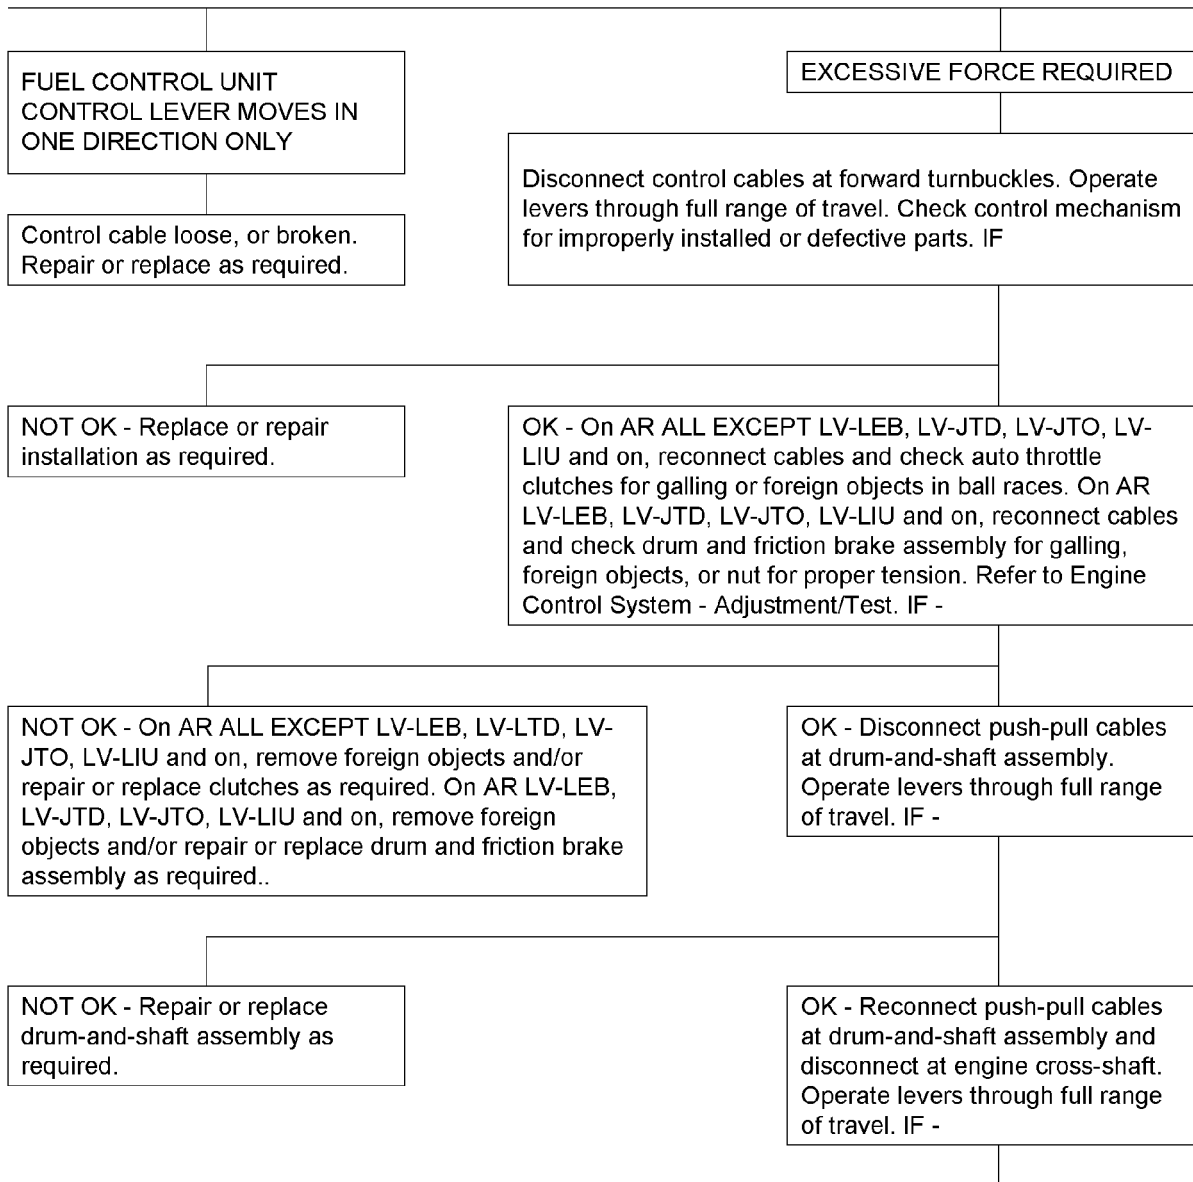 FUEL CONTROL UNIT
CONTROL LEVER MOVES IN
ONE DIRECTION ONLY
EXCESSIVE FORCE REQUIRED
Control cable loose, or broken.
Repair or replace as required.
Disconnect control cables at forward turnbuckles. Operate
levers through full range of travel. Check control mechanism
for improperly installed or defective parts. IF
NOT OK - Replace or repair
installation as required.
OK - On AR ALL EXCEPT LV-LEB, LV-JTD, LV-JTO, LV-
LIU and on, reconnect cables and check auto throttle
clutches for galling or foreign objects in ball races. On AR
LV-LEB, LV-JTD, LV-JTO, LV-LIU and on, reconnect cables
and check drum and friction brake assembly for galling,
foreign objects, or nut for proper tension. Refer to Engine
Control System - Adjustment/Test. IF -
NOT OK - On AR ALL EXCEPT LV-LEB, LV-LTD, LV-
JTO, LV-LIU and on, remove foreign objects and/or
repair or replace clutches as required. On AR LV-LEB,
LV-JTD, LV-JTO, LV-LIU and on, remove foreign
objects and/or repair or replace drum and friction brake
assembly as required..
OK - Disconnect push-pull cables
at drum-and-shaft assembly.
Operate levers through full range
of travel. IF -
NOT OK - Repair or replace
drum-and-shaft assembly as
required.
OK - Reconnect push-pull cables
at drum-and-shaft assembly and
disconnect at engine cross-shaft.
Operate levers through full range
of travel. IF -